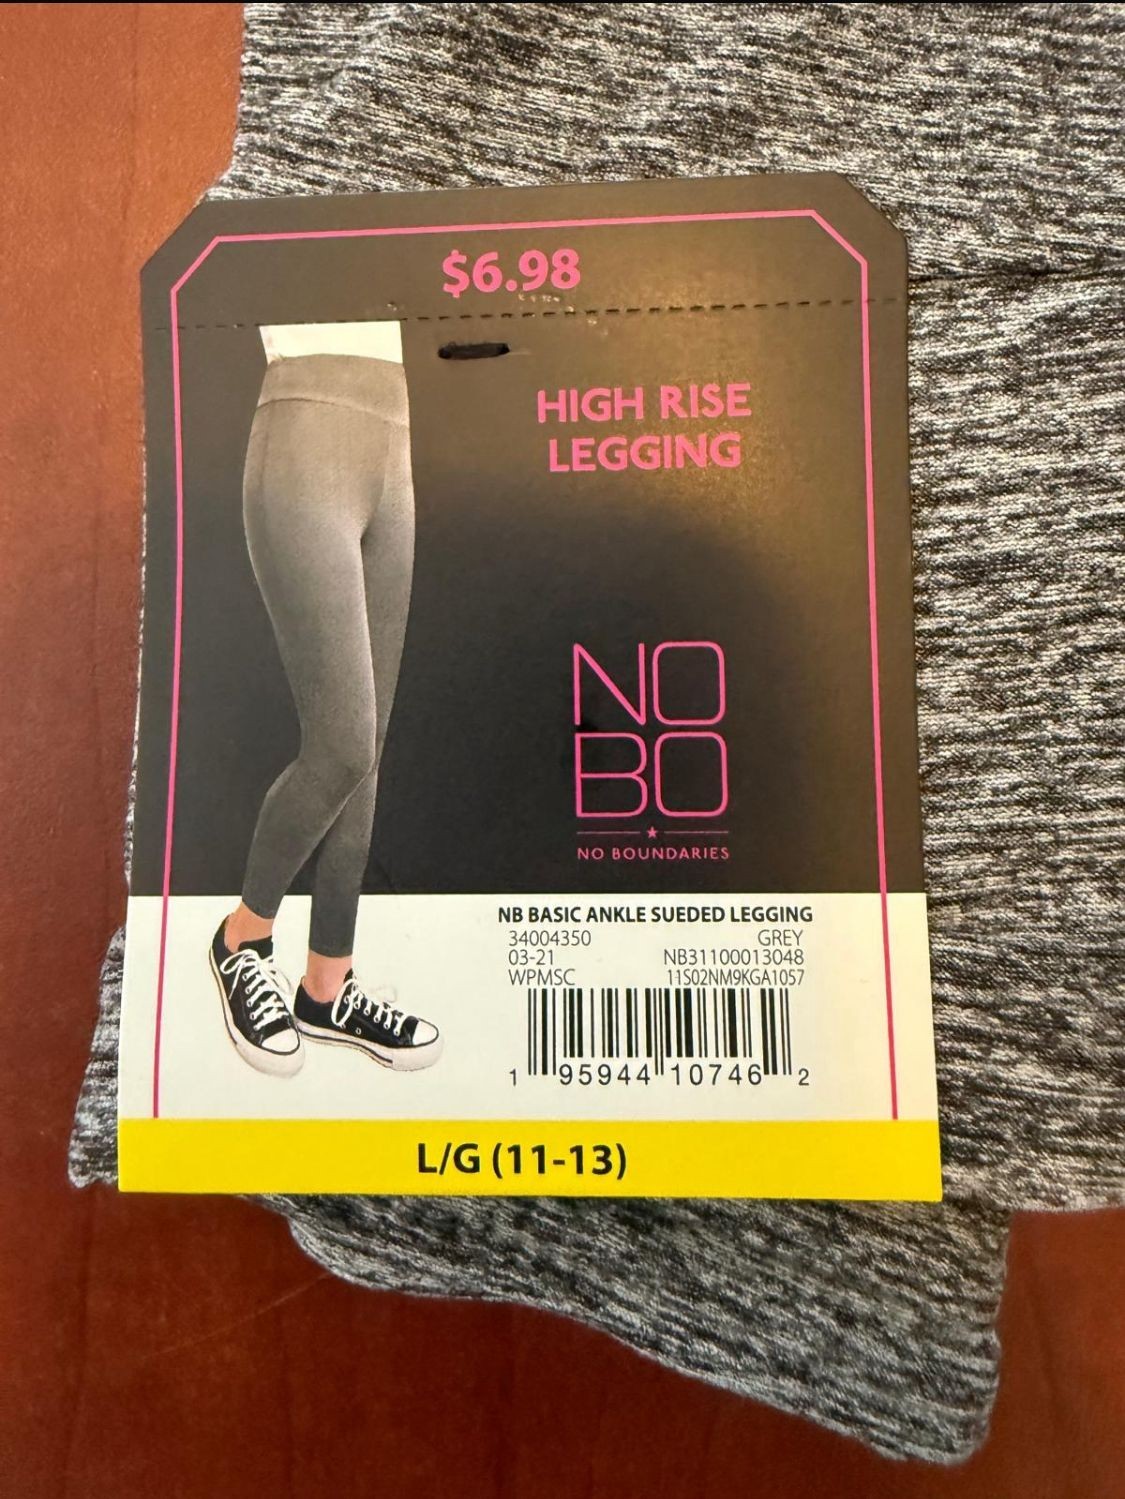 $6.98
HIGH RISE
LEGGING
NO
BO
NO BOUNDARIES
NB BASIC ANKLE SUEDED LEGGING
34004350 GREY
03-21 NB31100013048
WPMSC 11S02NM9KGA1057
1 95944 10746 2
L/G (11-13)